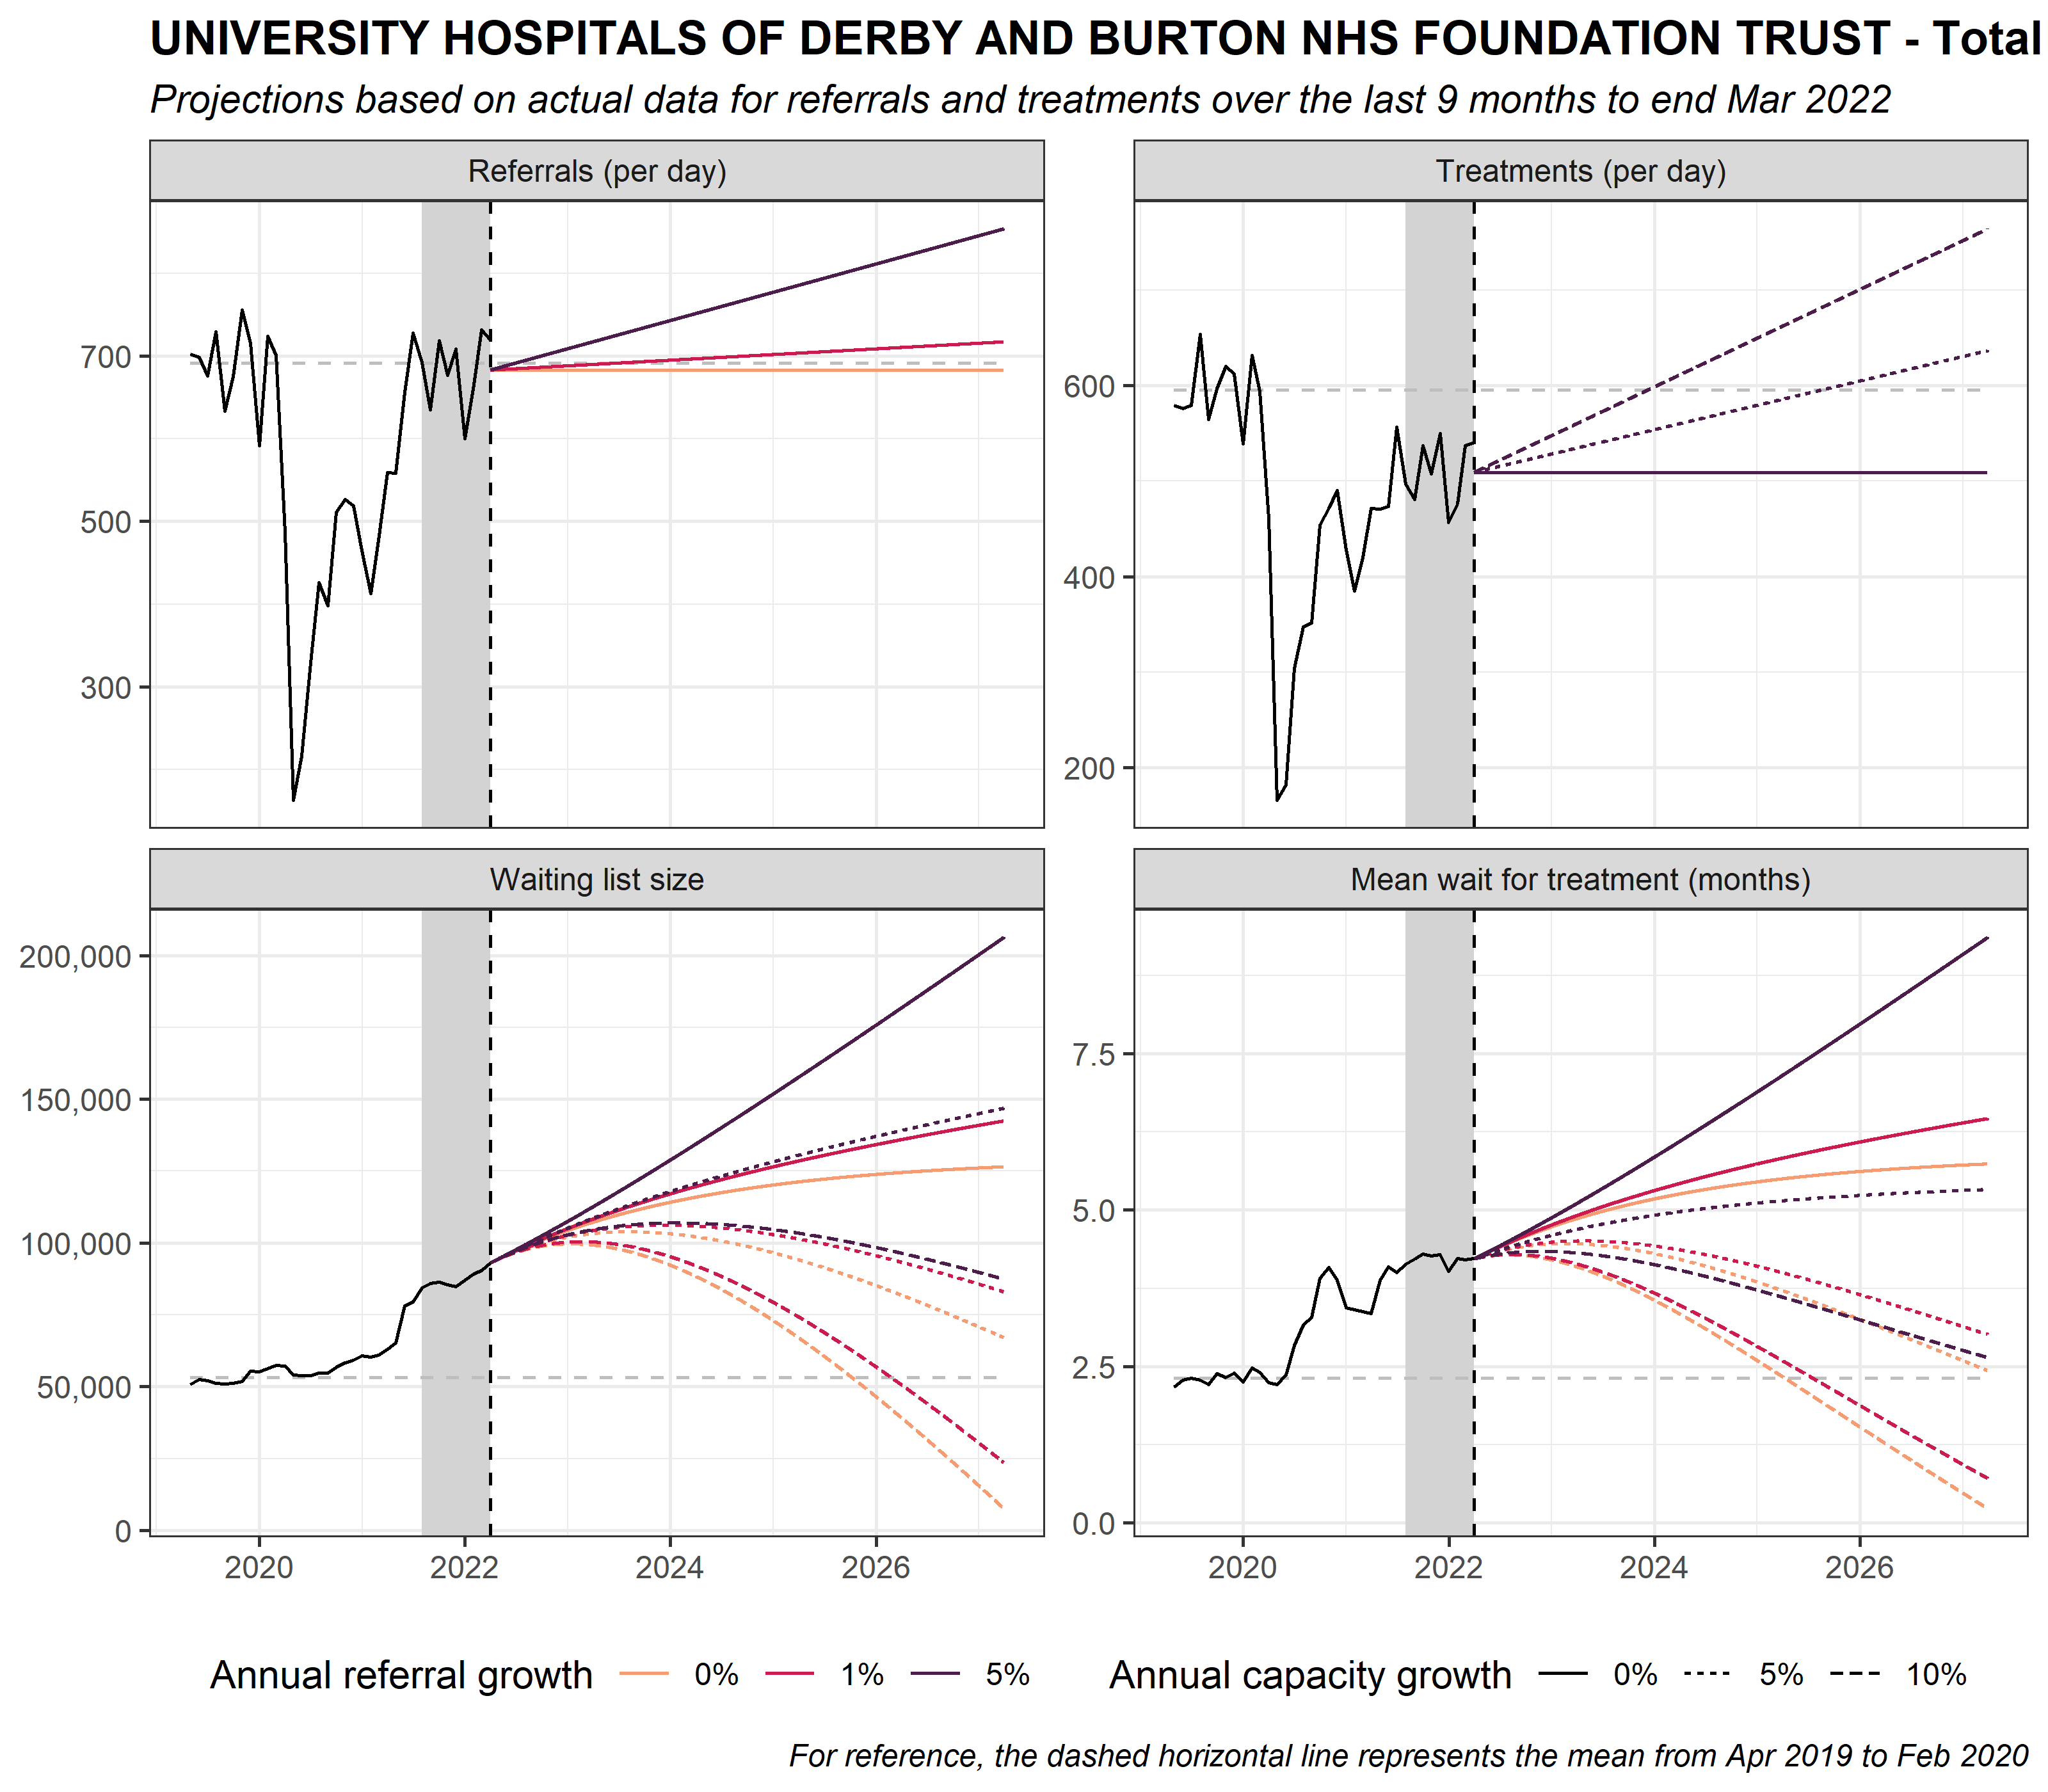 UNIVERSITY HOSPITALS OF DERBY AND BURTON NHS FOUNDATION TRUST - Total
Projections based on actual data for referrals and treatments over the last 9 months to end Mar 2022
Referrals (per day)
700
500
300
Treatments (per day)
600
400
200
Waiting list size
200,000
150,000
100,000
50,000
0
2020 2022 2024 2026
Mean wait for treatment (months)
7.5
5.0
2.5
0.0
2020 2022 2024 2026
Annual referral growth 0% 1% 5%
Annual capacity growth 0% 5% 10%
For reference, the dashed horizontal line represents the mean from Apr 2019 to Feb 2020